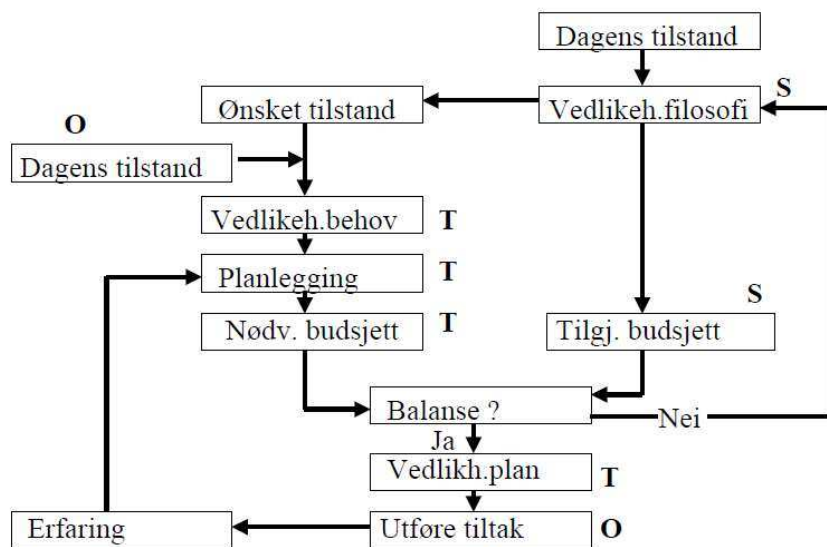 Dagens tilstand
S
Ønsket tilstand
Vedlikeh.filosofi
O
Dagens tilstand
Vedlikeh.behov
T
Planlegging
T
S
Nødv. budsjett
T
Tilgj. budsjett
Balanse ?
Nei
Ja
Vedlikh.plan
T
Erfaring
Utføre tiltak
O